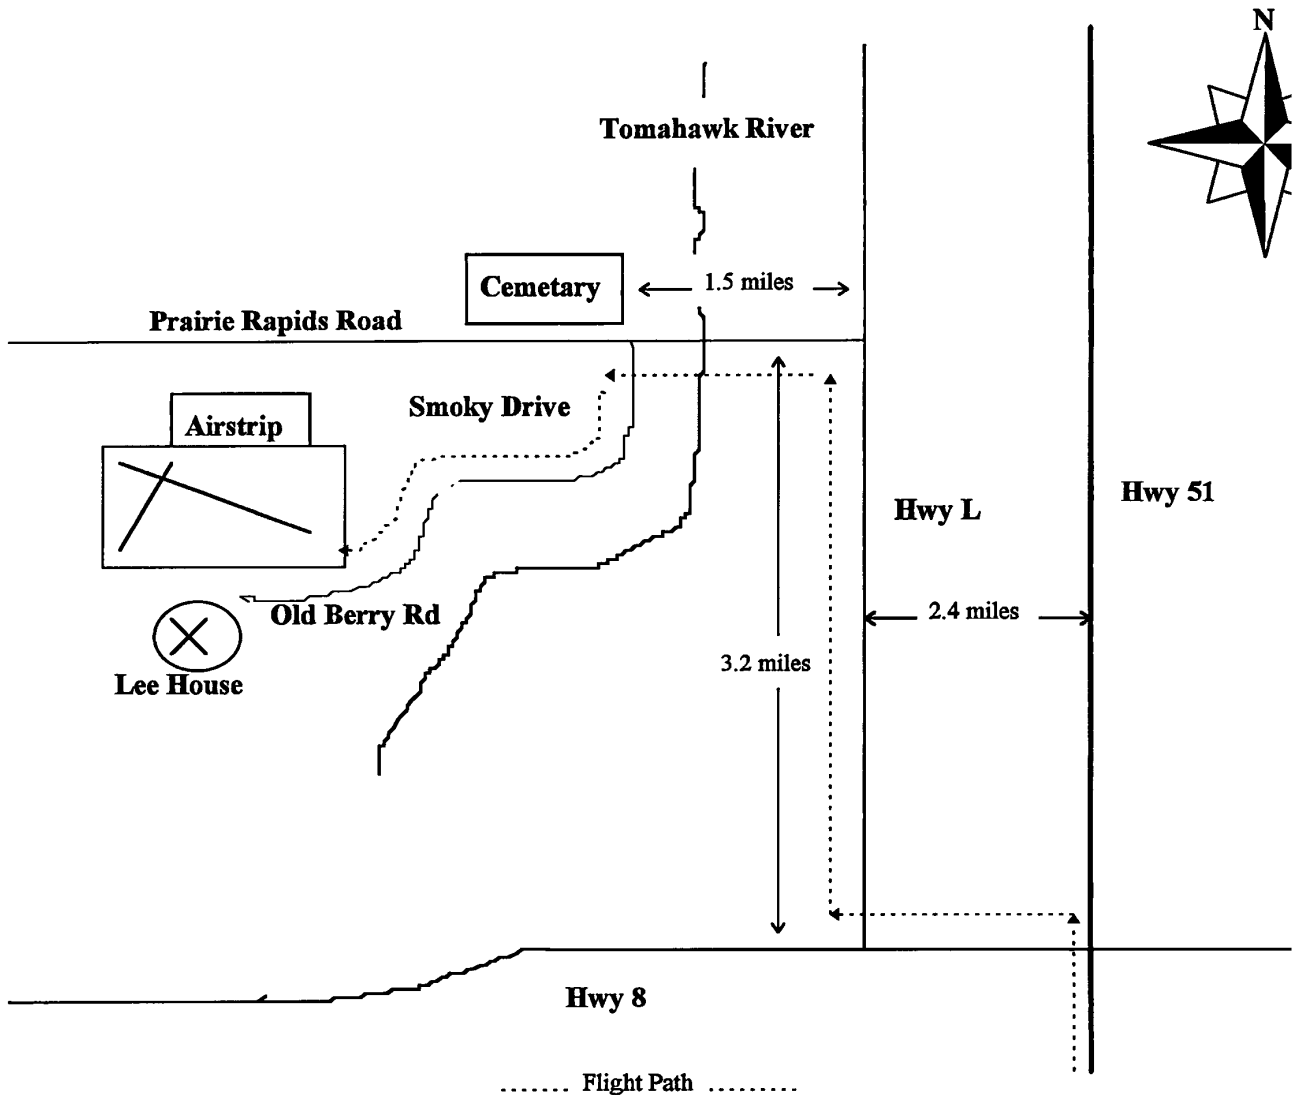 N
Tomahawk River
Cemetary
1.5 miles
Prairie Rapids Road
Smoky Drive
Airstrip
Hwy L
Hwy 51
Old Berry Rd
2.4 miles
3.2 miles
Lee House
Hwy 8
Flight Path